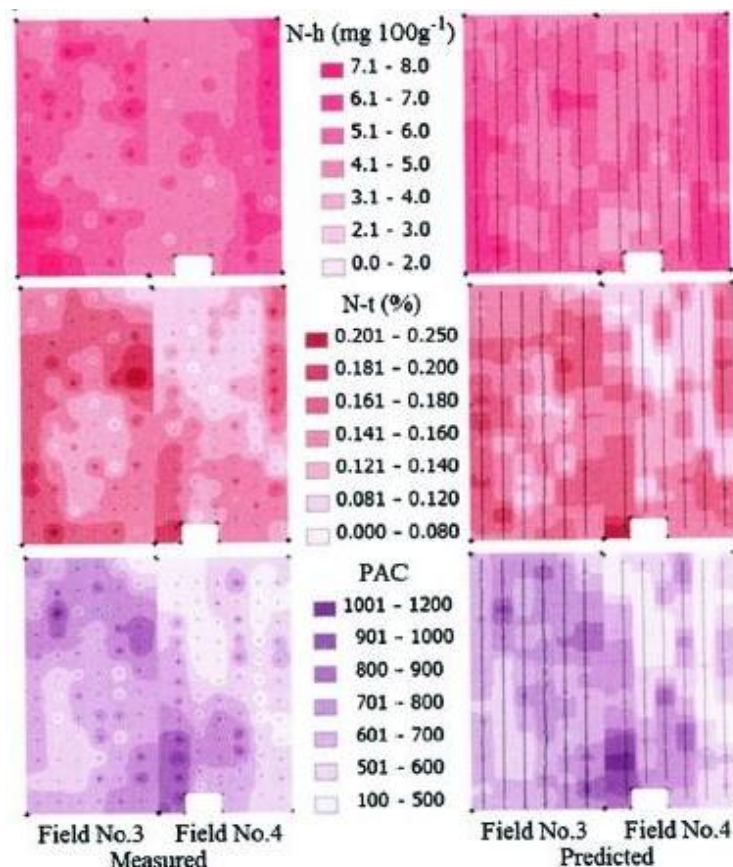 N-h (mg 100g⁻¹)
7.1 - 8.0
6.1 - 7.0
5.1 - 6.0
4.1 - 5.0
3.1 - 4.0
2.1 - 3.0
0.0 - 2.0
N-t (%)
0.201 - 0.250
0.181 - 0.200
0.161 - 0.180
0.141 - 0.160
0.121 - 0.140
0.081 - 0.120
0.000 - 0.080
PAC
1001 - 1200
901 - 1000
800 - 900
701 - 800
601 - 700
501 - 600
100 - 500
Field No.3 Field No.4
Measured
Field No.3 Field No.4
Predicted